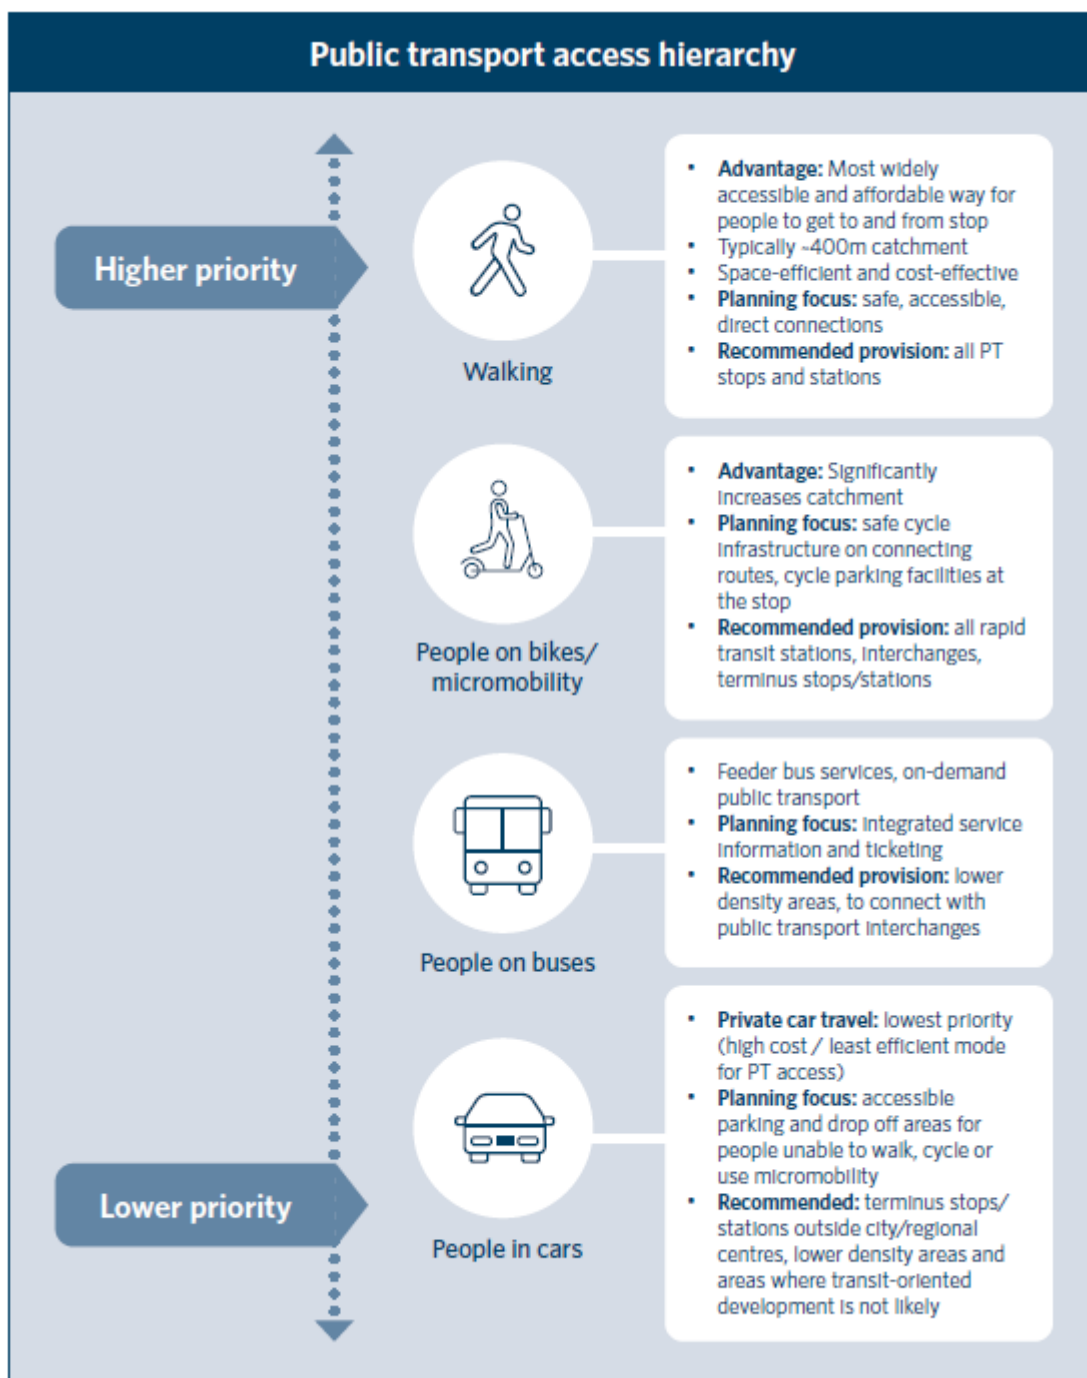 Public transport access hierarchy
Higher priority
Walking
• Advantage: Most widely
accessible and affordable way for
people to get to and from stop
• Typically ~400m catchment
• Space-efficient and cost-effective
• Planning focus: safe, accessible,
direct connections
• Recommended provision: all PT
stops and stations
People on bikes/
micromobility
• Advantage: Significantly
increases catchment
• Planning focus: safe cycle
infrastructure on connecting
routes, cycle parking facilities at
the stop
• Recommended provision: all rapid
transit stations, interchanges,
terminus stops/stations
People on buses
• Feeder bus services, on-demand
public transport
• Planning focus: integrated service
information and ticketing
• Recommended provision: lower
density areas, to connect with
public transport interchanges
Lower priority
People in cars
• Private car travel: lowest priority
(high cost / least efficient mode
for PT access)
• Planning focus: accessible
parking and drop off areas for
people unable to walk, cycle or
use micromobility
• Recommended: terminus stops/
stations outside city/regional
centres, lower density areas and
areas where transit-oriented
development is not likely